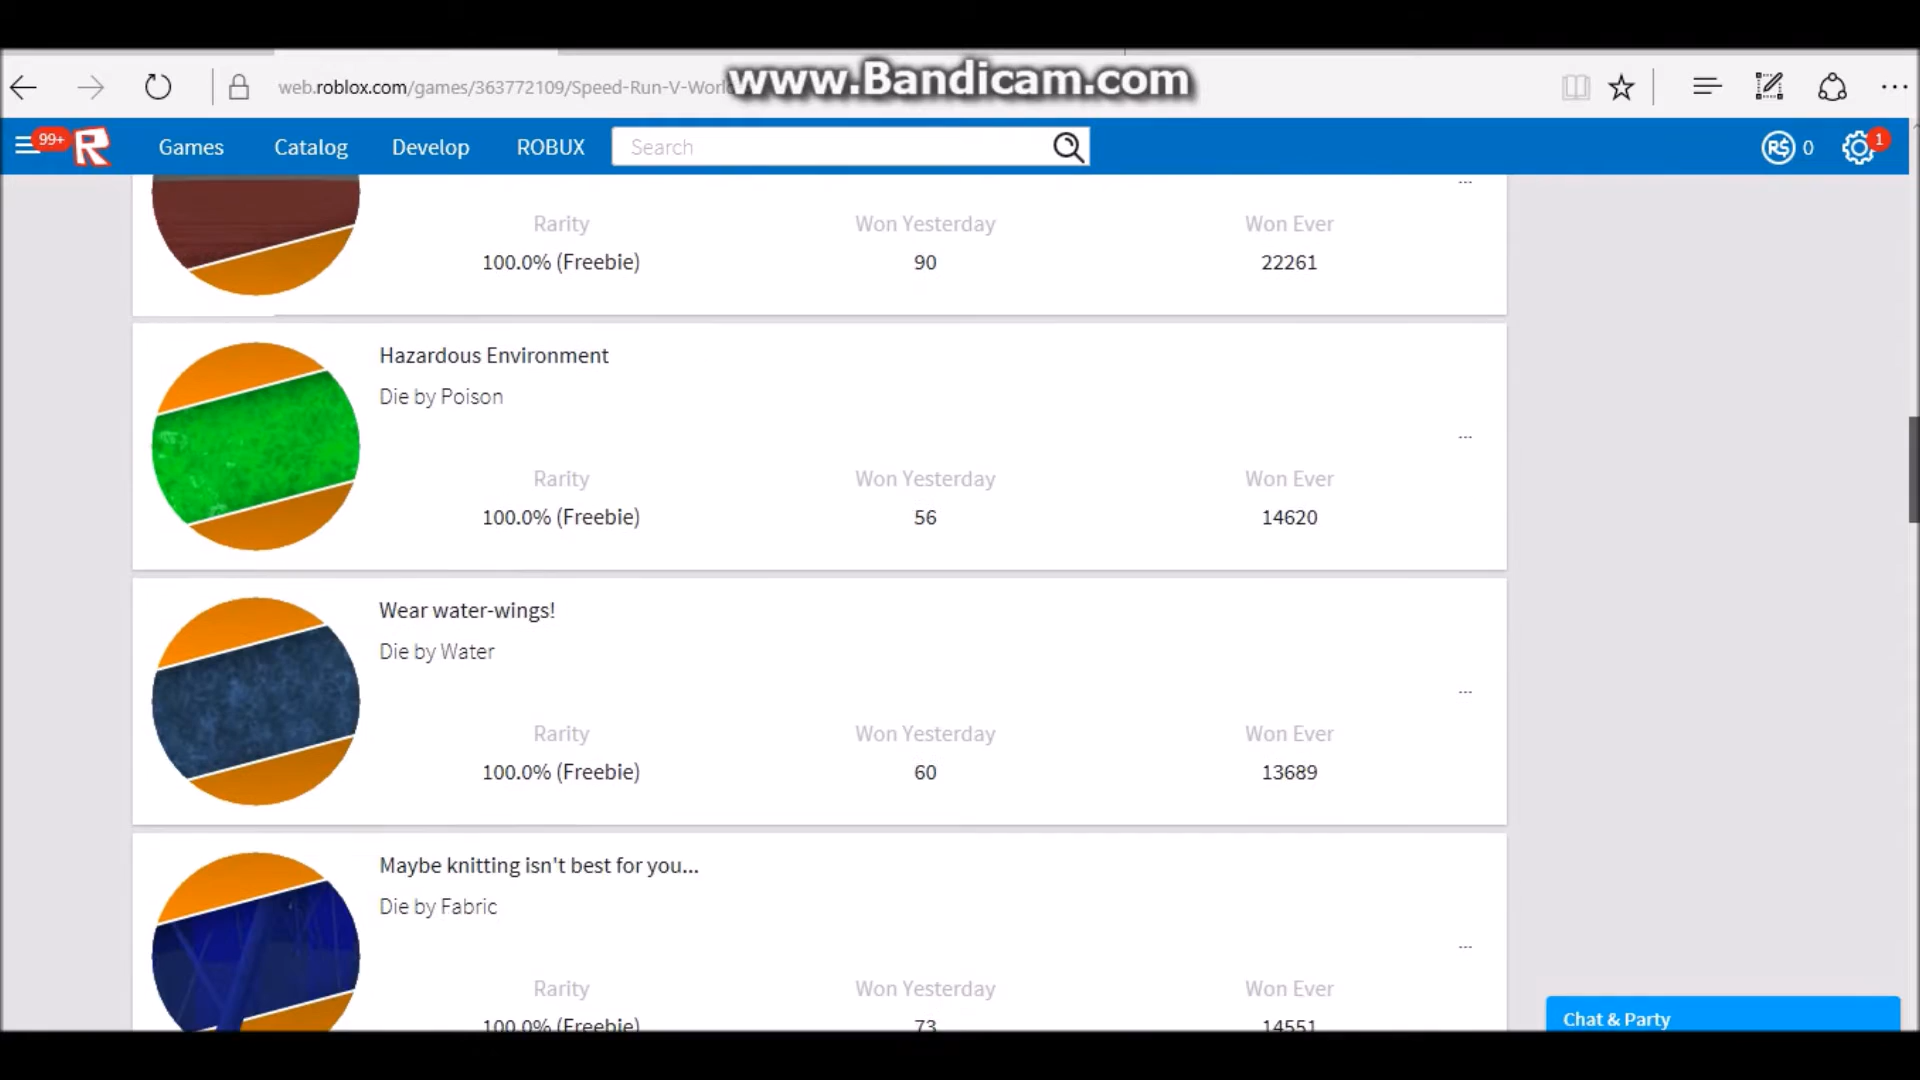 www.Bandicam.com
web.roblox.com/games/363772109/Speed-Run-V-Worl
99+ R Games Catalog Develop ROBUX Search R$ 0 1
Rarity Won Yesterday Won Ever
100.0% (Freebie) 90 22261
Hazardous Environment
Die by Poison
...
Rarity Won Yesterday Won Ever
100.0% (Freebie) 56 14620
Wear water-wings!
Die by Water
...
Rarity Won Yesterday Won Ever
100.0% (Freebie) 60 13689
Maybe knitting isn't best for you...
Die by Fabric
...
Rarity Won Yesterday Won Ever
100.0% (Freebie) 73 14551
Chat & Party